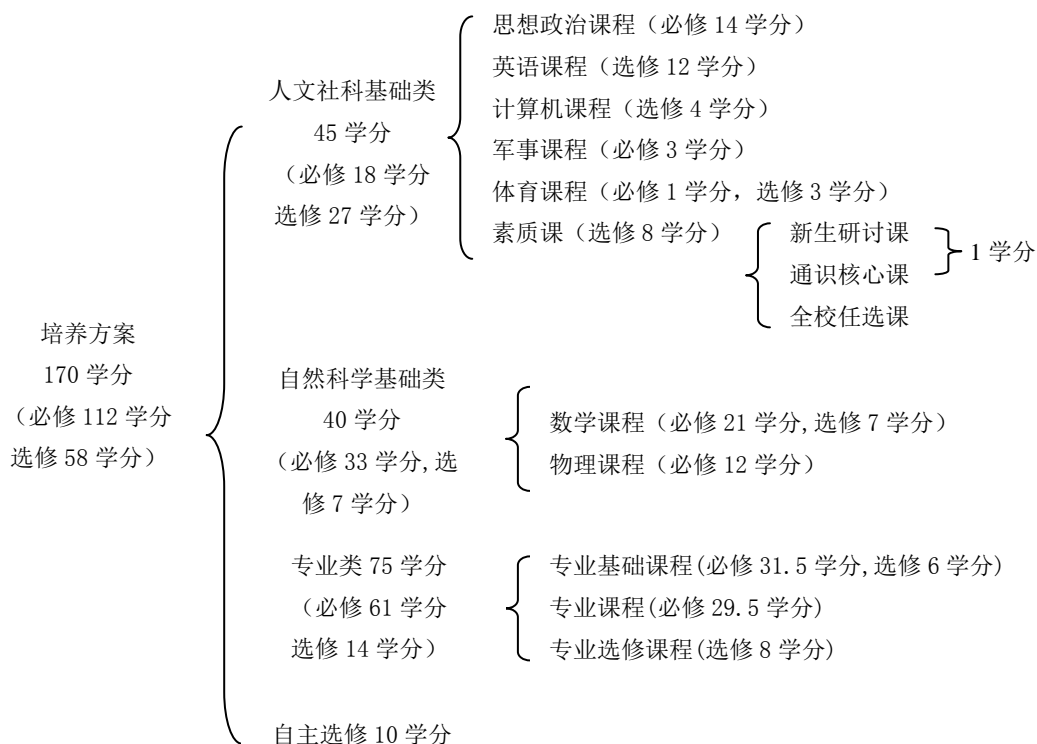 培养方案
170 学分
（必修 112 学分
选修 58 学分）
人文社科基础类
45 学分
（必修 18 学分
选修 27 学分）
思想政治课程（必修 14 学分）
英语课程（选修 12 学分）
计算机课程（选修 4 学分）
军事课程（必修 3 学分）
体育课程（必修 1 学分，选修 3 学分）
素质课（选修 8 学分）
新生研讨课
通识核心课
全校任选课
1 学分
自然科学基础类
40 学分
（必修 33 学分,选
修 7 学分）
数学课程（必修 21 学分,选修 7 学分）
物理课程（必修 12 学分）
专业类 75 学分
（必修 61 学分
选修 14 学分）
专业基础课程(必修 31.5 学分,选修 6 学分)
专业课程(必修 29.5 学分)
专业选修课程(选修 8 学分)
自主选修 10 学分